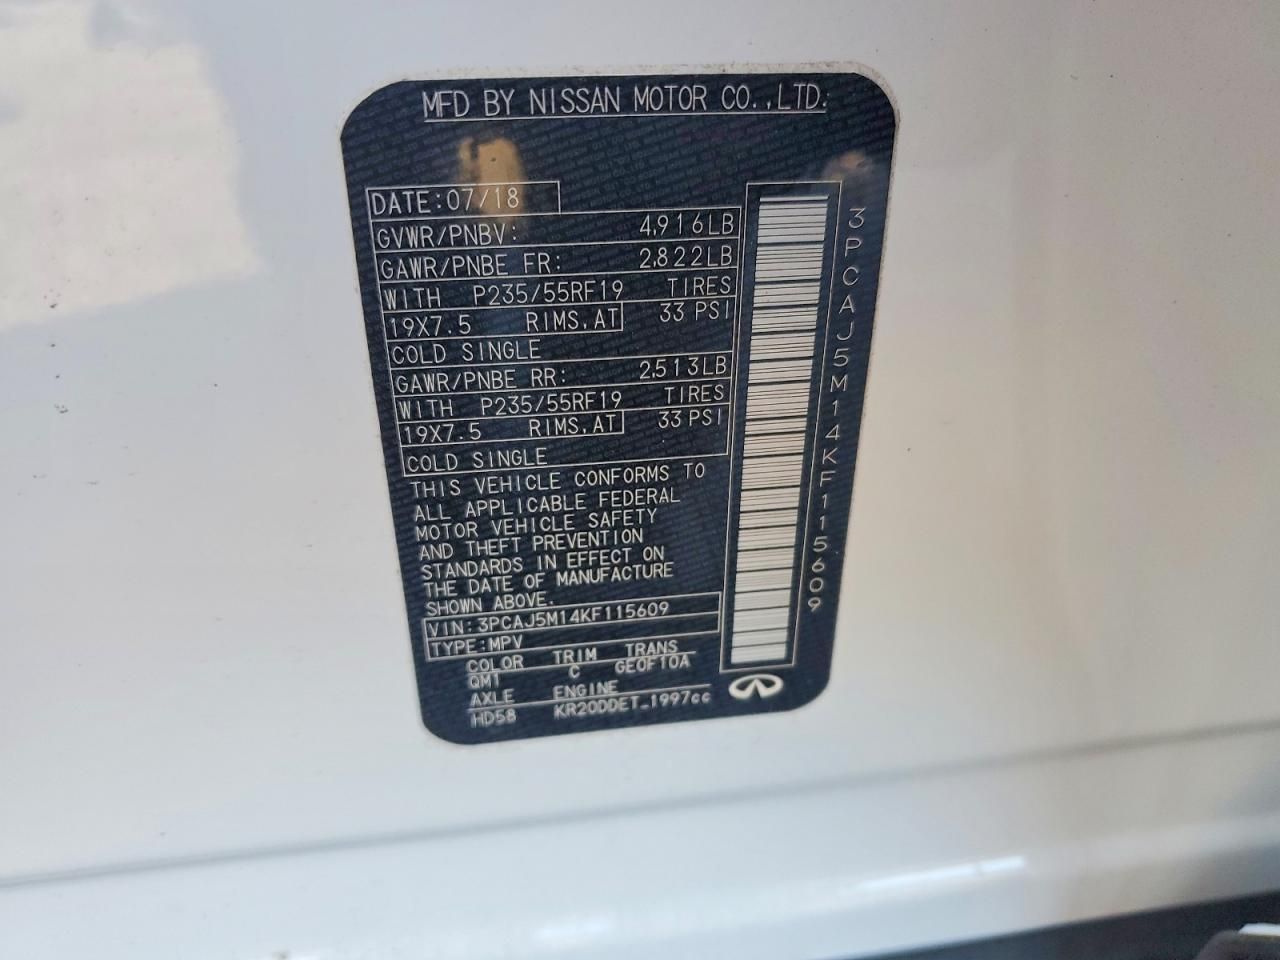 MFD BY NISSAN MOTOR CO.,LTD.
DATE:07/18
GVWR/PNBV: 4,916LB
GAWR/PNBE FR: 2,822LB
WITH P235/55RF19 TIRES
19X7.5 RIMS,AT 33 PSI
COLD SINGLE
GAWR/PNBE RR: 2,513LB
WITH P235/55RF19 TIRES
19X7.5 RIMS,AT 33 PSI
COLD SINGLE
THIS VEHICLE CONFORMS TO
ALL APPLICABLE FEDERAL
MOTOR VEHICLE SAFETY
AND THEFT PREVENTION
STANDARDS IN EFFECT ON
THE DATE OF MANUFACTURE
SHOWN ABOVE.
VIN:3PCAJ5M14KF115609
TYPE:MPV
COLOR TRIM TRANS
QM1 C GE0F10A
AXLE ENGINE
HD58 KR20DDET_1997cc
3PCAJ5M14KF115609